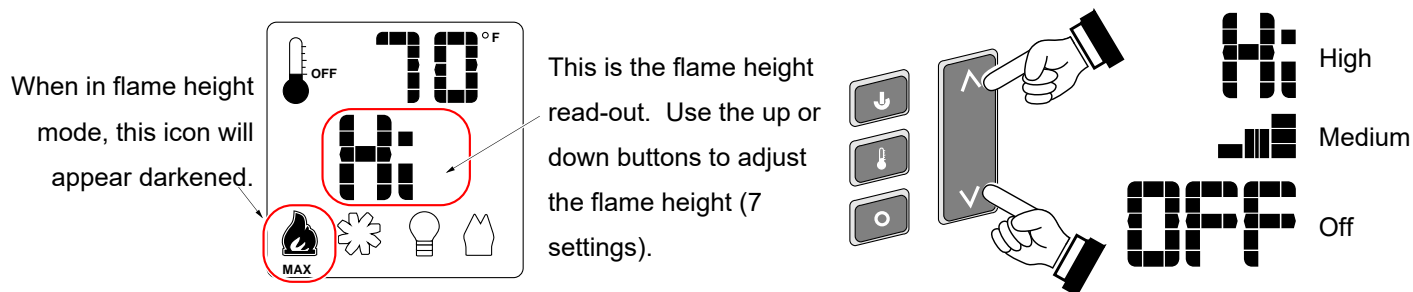 When in flame height
mode, this icon will
appear darkened.
70 °F
OFF
Hi
MAX
This is the flame height
read-out. Use the up or
down buttons to adjust
the flame height (7
settings).
Hi High
Medium
OFF Off